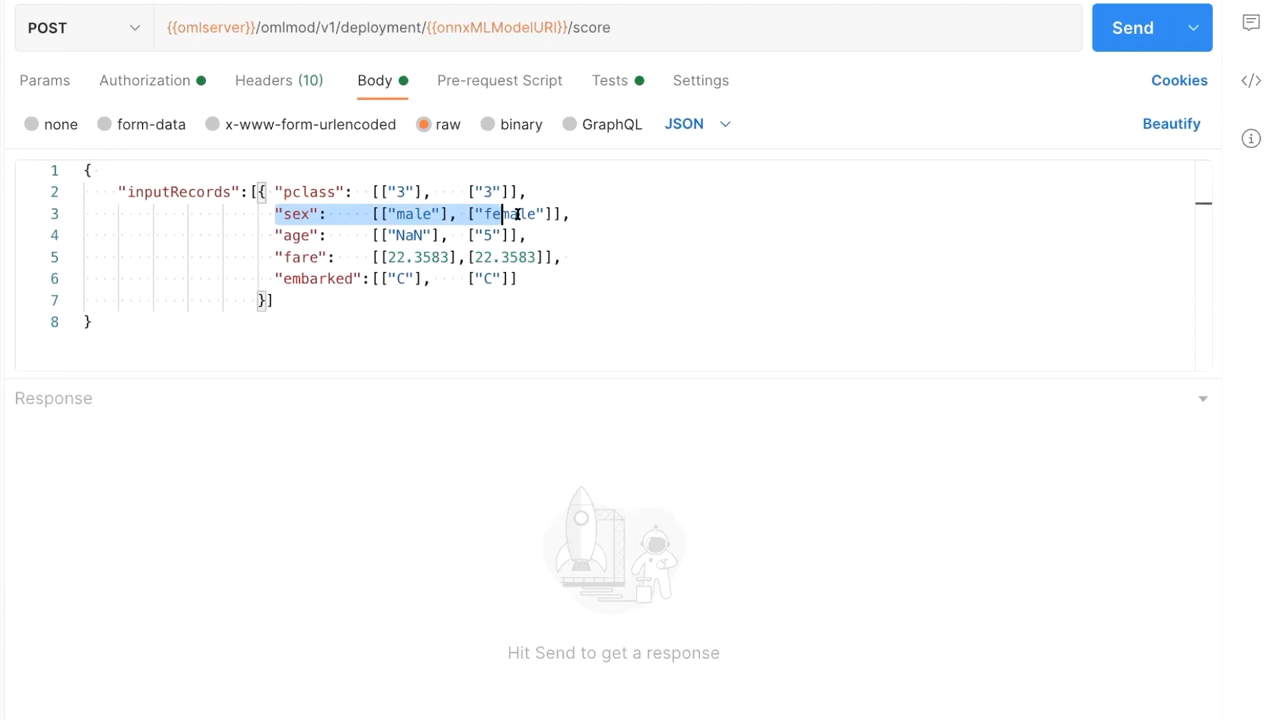 POST {{omlserver}}/omlmod/v1/deployment/{{onnxMLModelURI}}/score Send
Params Authorization Headers (10) Body Pre-request Script Tests Settings Cookies
none form-data x-www-form-urlencoded raw binary GraphQL JSON Beautify
1 {
2 "inputRecords":[{ "pclass": [["3"], ["3"]],
3 "sex": [["male"], ["female"]],
4 "age": [["NaN"], ["5"]],
5 "fare": [[22.3583],[22.3583]],
6 "embarked":[["C"], ["C"]]
7 }]
8 }
Response
Hit Send to get a response